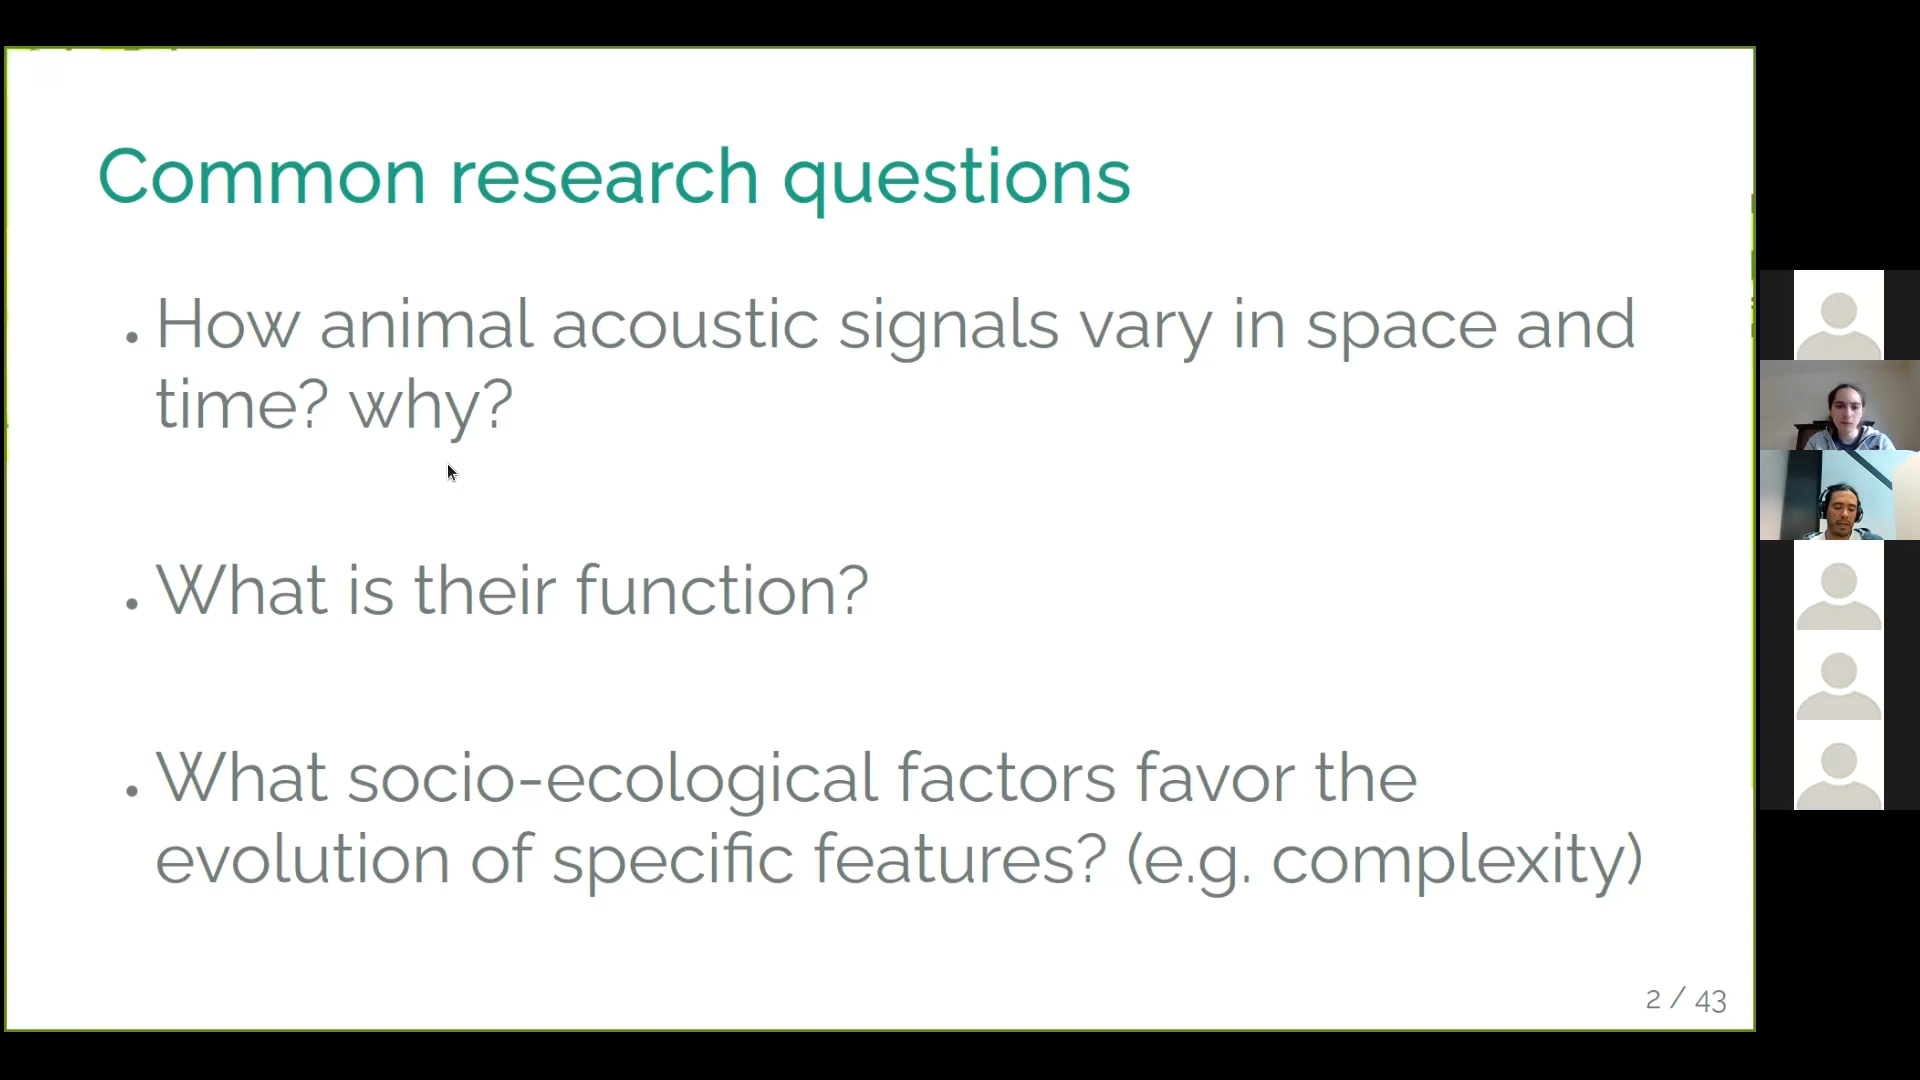 Common research questions
• How animal acoustic signals vary in space and
time? why?
• What is their function?
• What socio-ecological factors favor the
evolution of specific features? (e.g. complexity)
2 / 43